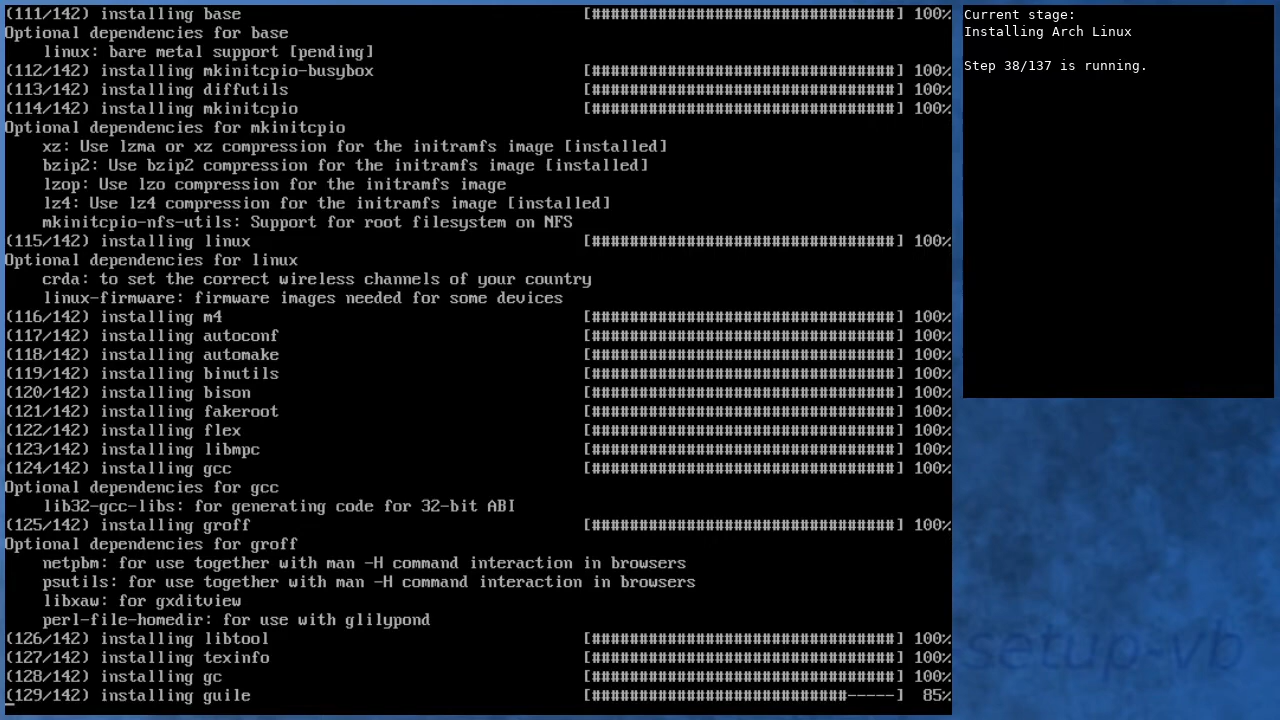 (111/142) installing base [################################] 100%
Optional dependencies for base
linux: bare metal support [pending]
(112/142) installing mkinitcpio-busybox [################################] 100%
(113/142) installing diffutils [################################] 100%
(114/142) installing mkinitcpio [################################] 100%
Optional dependencies for mkinitcpio
xz: Use lzma or xz compression for the initramfs image [installed]
bzip2: Use bzip2 compression for the initramfs image [installed]
lzop: Use lzo compression for the initramfs image
lz4: Use lz4 compression for the initramfs image [installed]
mkinitcpio-nfs-utils: Support for root filesystem on NFS
(115/142) installing linux [################################] 100%
Optional dependencies for linux
crda: to set the correct wireless channels of your country
linux-firmware: firmware images needed for some devices
(116/142) installing m4 [################################] 100%
(117/142) installing autoconf [################################] 100%
(118/142) installing automake [################################] 100%
(119/142) installing binutils [################################] 100%
(120/142) installing bison [################################] 100%
(121/142) installing fakeroot [################################] 100%
(122/142) installing flex [################################] 100%
(123/142) installing libmpc [################################] 100%
(124/142) installing gcc [################################] 100%
Optional dependencies for gcc
lib32-gcc-libs: for generating code for 32-bit ABI
(125/142) installing groff [################################] 100%
Optional dependencies for groff
netpbm: for use together with man -H command interaction in browsers
psutils: for use together with man -H command interaction in browsers
libxaw: for gxditview
perl-file-homedir: for use with glilypond
(126/142) installing libtool [################################] 100%
(127/142) installing texinfo [################################] 100%
(128/142) installing gc [################################] 100%
(129/142) installing guile [###########################-----] 85%
Current stage:
Installing Arch Linux
Step 38/137 is running.
setup-vb